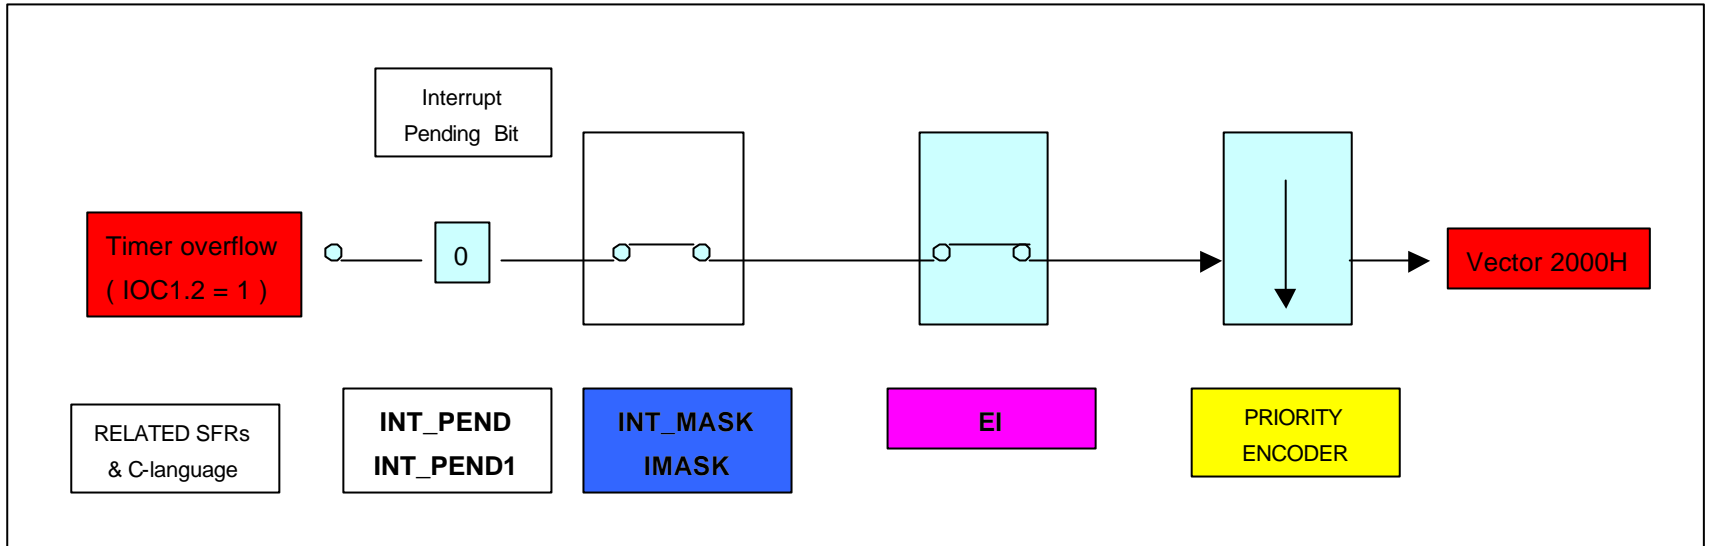 Interrupt
Pending Bit
Timer overflow
( IOC1.2 = 1 )
0
Vector 2000H
RELATED SFRs
& C-language
INT_PEND
INT_PEND1
INT_MASK
IMASK
EI
PRIORITY
ENCODER